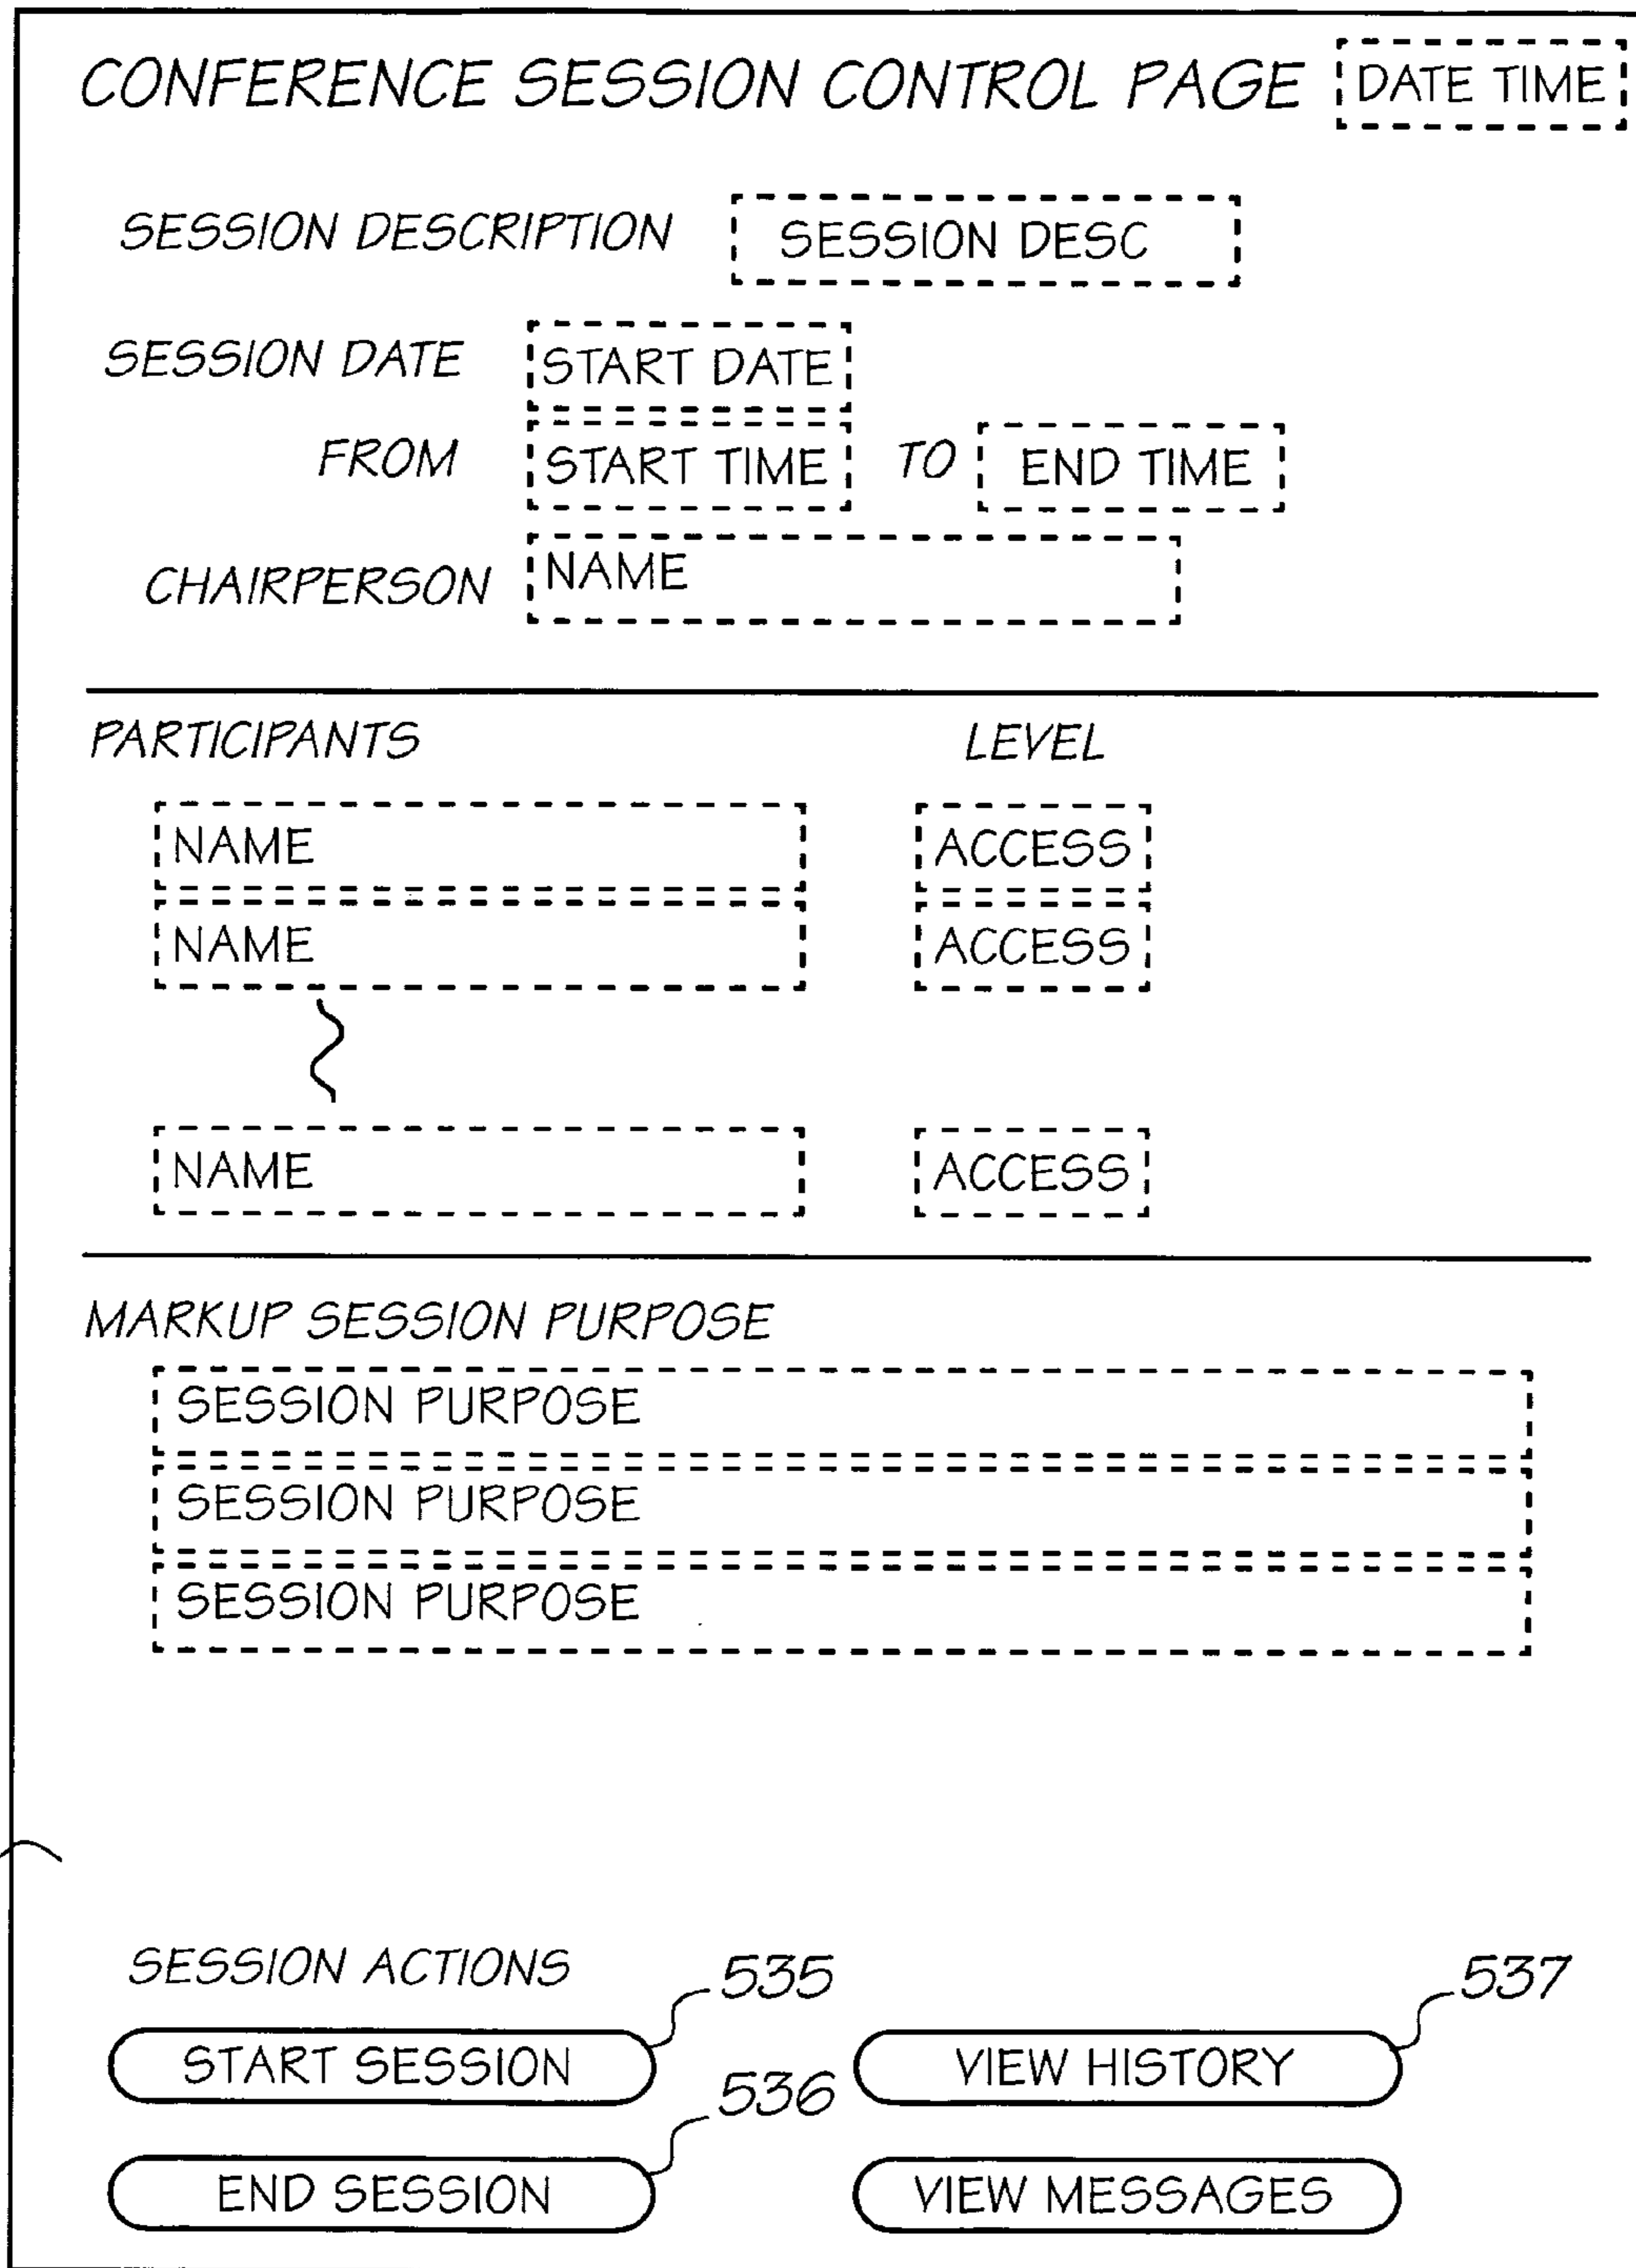 CONFERENCE SESSION CONTROL PAGE DATE TIME
SESSION DESCRIPTION SESSION DESC
SESSION DATE START DATE
FROM START TIME TO END TIME
CHAIRPERSON NAME
PARTICIPANTS LEVEL
NAME ACCESS
NAME ACCESS
NAME ACCESS
MARKUP SESSION PURPOSE
SESSION PURPOSE
SESSION PURPOSE
SESSION PURPOSE
SESSION ACTIONS 535 537
START SESSION VIEW HISTORY
536
END SESSION VIEW MESSAGES